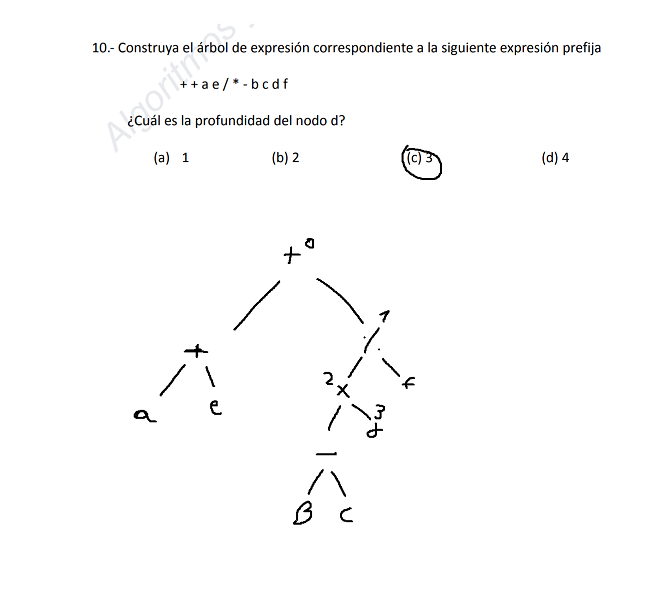 Algoritmos
10.- Construya el árbol de expresión correspondiente a la siguiente expresión prefija
+ + a e / * - b c d f
¿Cuál es la profundidad del nodo d?
(a) 1 (b) 2 (c) 3 (d) 4
+ 0
1
+ /
2 x f
a e 3
d
-
B c